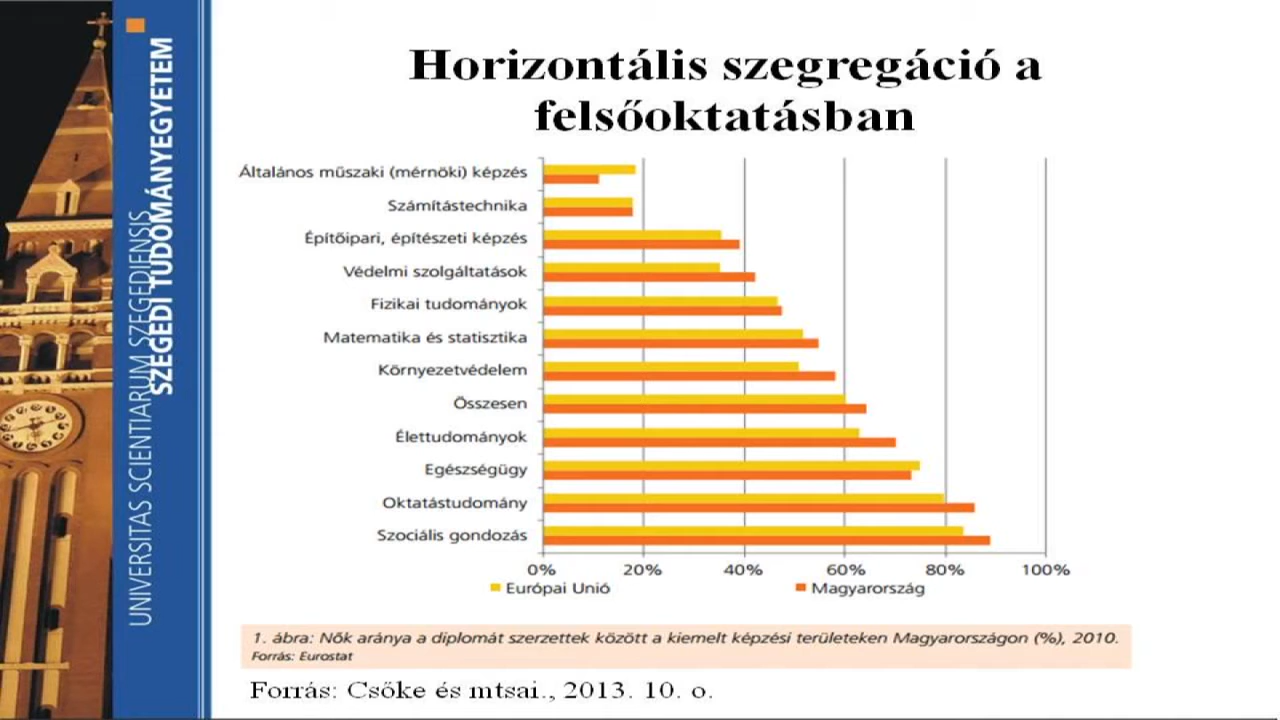 UNIVERSITAS SCIENTIARUM SZEGEDIENSIS
SZEGEDI TUDOMÁNYEGYETEM
Horizontális szegregáció a
felsőoktatásban
Általános műszaki (mérnöki) képzés
Számítástechnika
Építőipari, építészeti képzés
Védelmi szolgáltatások
Fizikai tudományok
Matematika és statisztika
Környezetvédelem
Összesen
Élettudományok
Egészségügy
Oktatástudomány
Szociális gondozás
0% 20% 40% 60% 80% 100%
Európai Unió Magyarország
1. ábra: Nők aránya a diplomát szerzettek között a kiemelt képzési területeken Magyarországon (%), 2010.
Forrás: Eurostat
Forrás: Csőke és mtsai., 2013. 10. o.